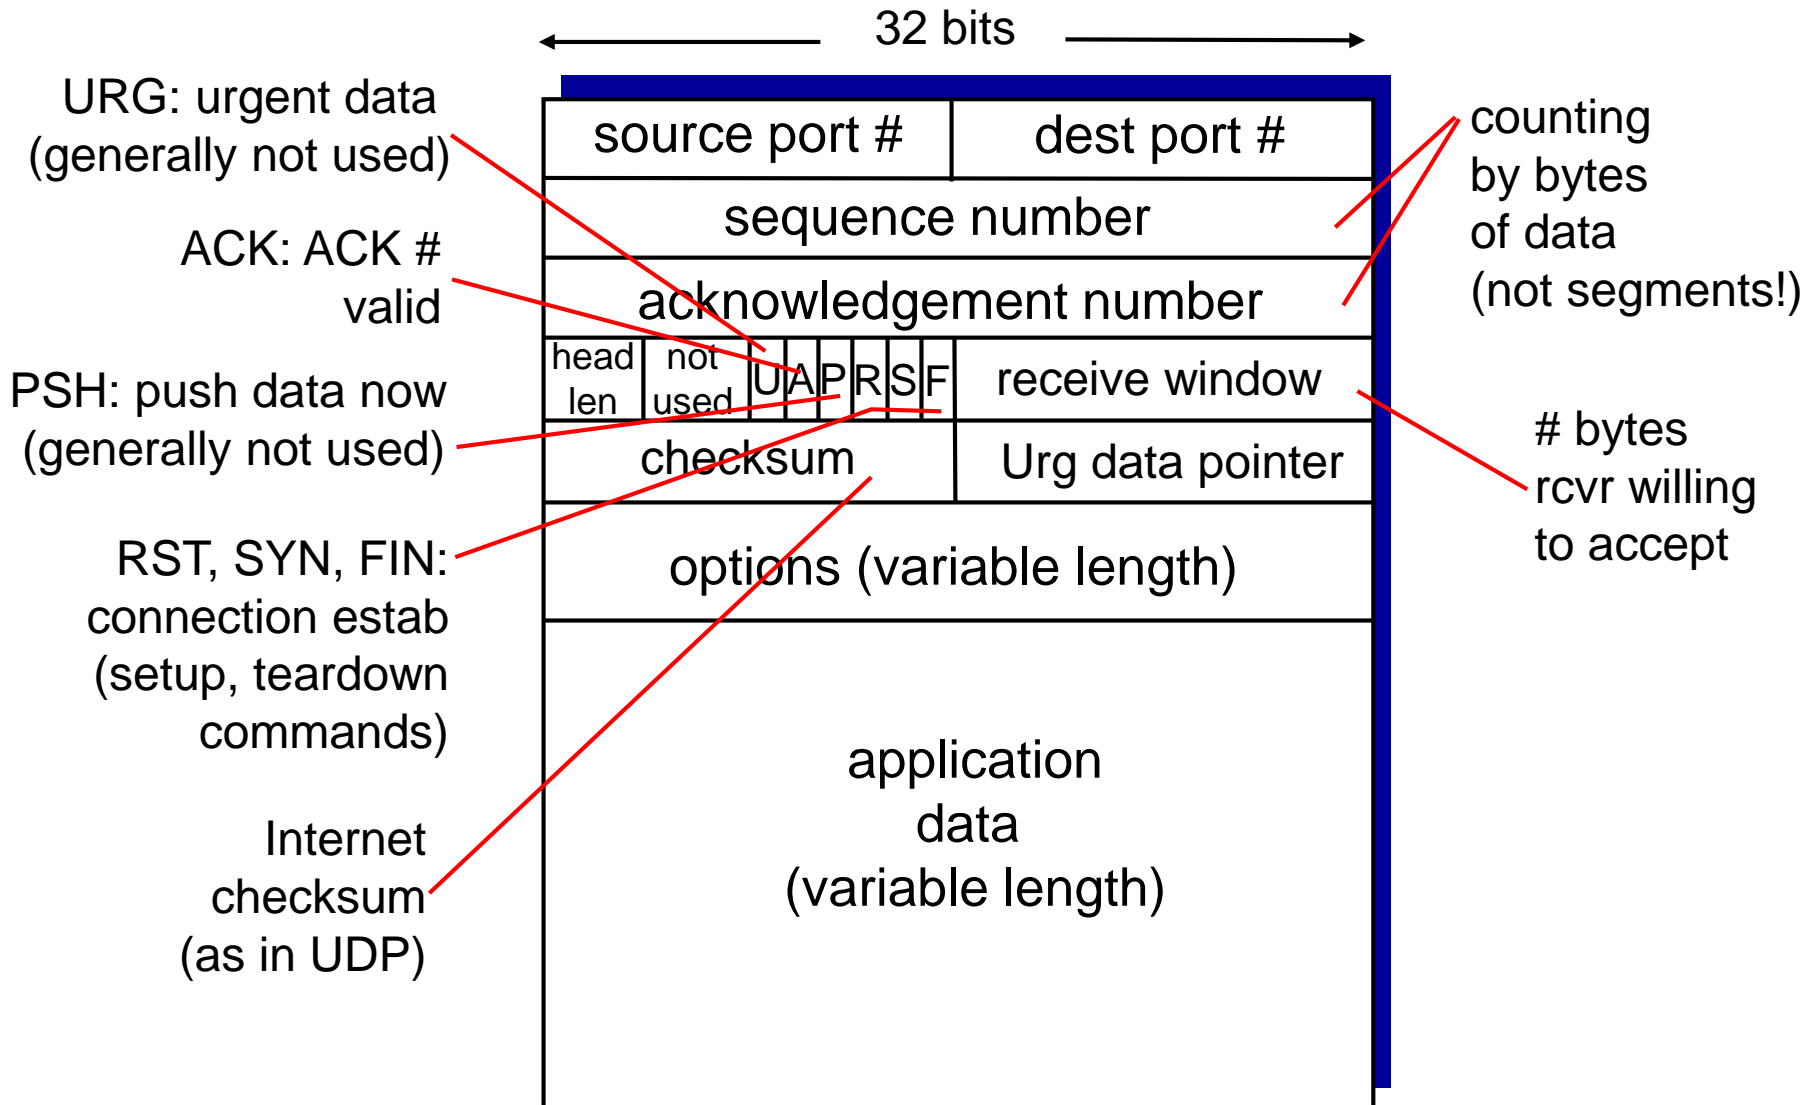 32 bits
URG: urgent data
(generally not used)
ACK: ACK #
valid
PSH: push data now
(generally not used)
RST, SYN, FIN:
connection estab
(setup, teardown
commands)
Internet
checksum
(as in UDP)
source port # dest port #
sequence number
acknowledgement number
head
len
not
used
U A P R S F
receive window
checksum Urg data pointer
options (variable length)
application
data
(variable length)
counting
by bytes
of data
(not segments!)
# bytes
rcvr willing
to accept